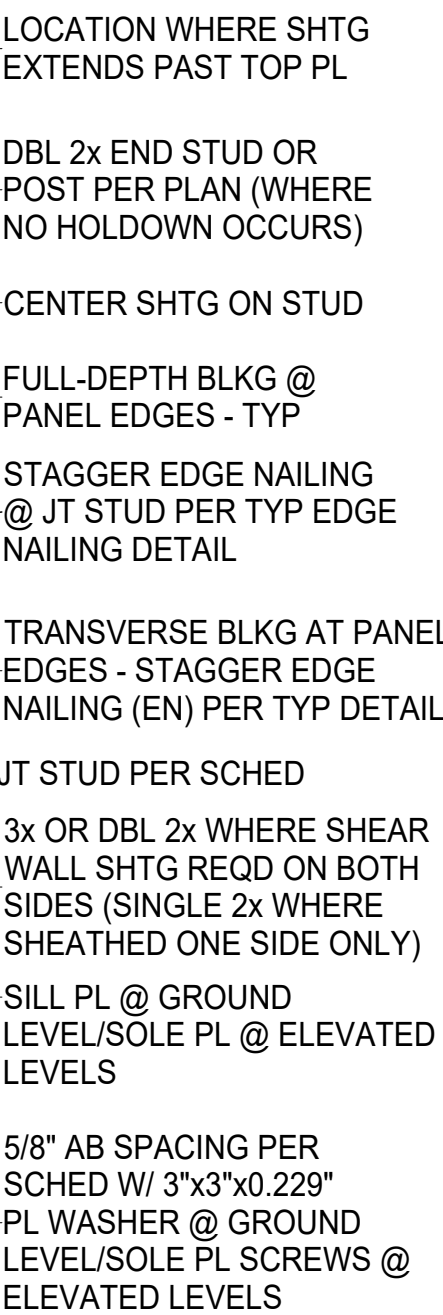 LOCATION WHERE SHTG
EXTENDS PAST TOP PL
DBL 2x END STUD OR
POST PER PLAN (WHERE
NO HOLDOWN OCCURS)
CENTER SHTG ON STUD
FULL-DEPTH BLKG @
PANEL EDGES - TYP
STAGGER EDGE NAILING
@ JT STUD PER TYP EDGE
NAILING DETAIL
TRANSVERSE BLKG AT PANEL
EDGES - STAGGER EDGE
NAILING (EN) PER TYP DETAIL
JT STUD PER SCHED
3x OR DBL 2x WHERE SHEAR
WALL SHTG REQD ON BOTH
SIDES (SINGLE 2x WHERE
SHEATHED ONE SIDE ONLY)
SILL PL @ GROUND
LEVEL/SOLE PL @ ELEVATED
LEVELS
5/8" AB SPACING PER
SCHED W/ 3"x3"x0.229"
PL WASHER @ GROUND
LEVEL/SOLE PL SCREWS @
ELEVATED LEVELS